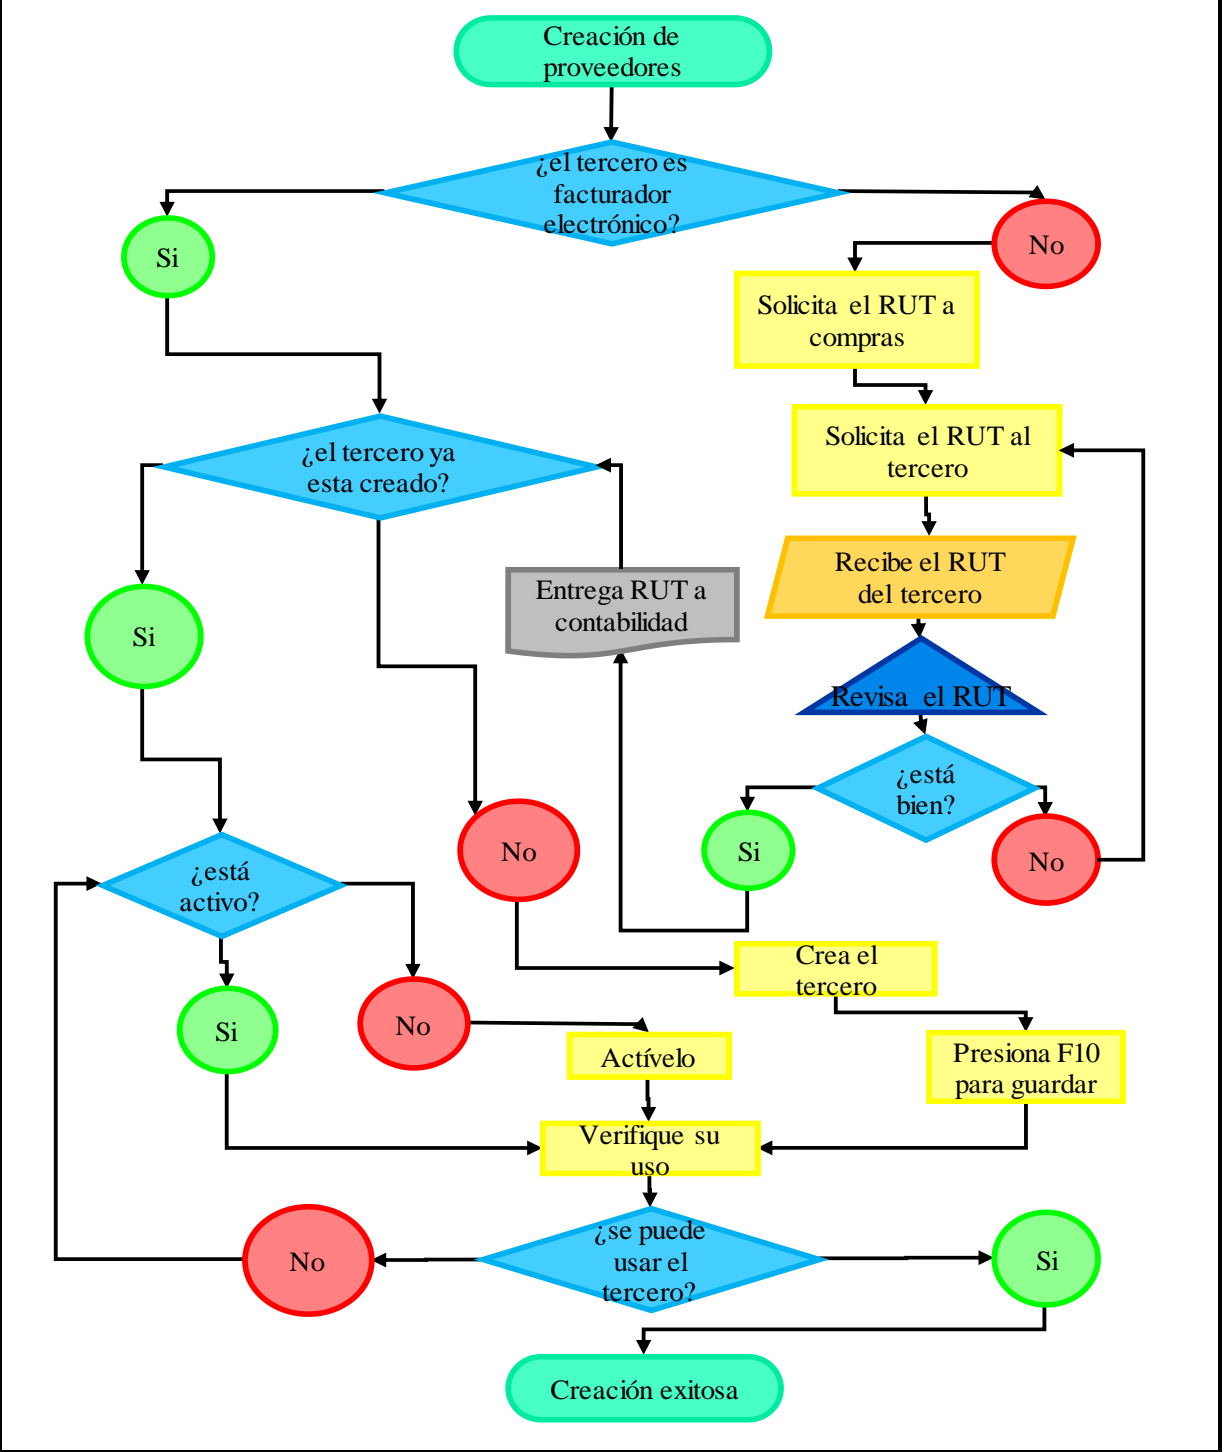 Creación de
proveedores
¿el tercero es
facturador
electrónico?
Si
No
Solicita el RUT a
compras
Solicita el RUT al
tercero
¿el tercero ya
esta creado?
Recibe el RUT
del tercero
Entrega RUT a
contabilidad
Si
Revisa el RUT
¿está
bien?
Si
No
No
¿está
activo?
Si
No
Crea el
tercero
Actívelo
Presiona F10
para guardar
Verifique su
uso
¿se puede
usar el
tercero?
No
Si
Creación exitosa